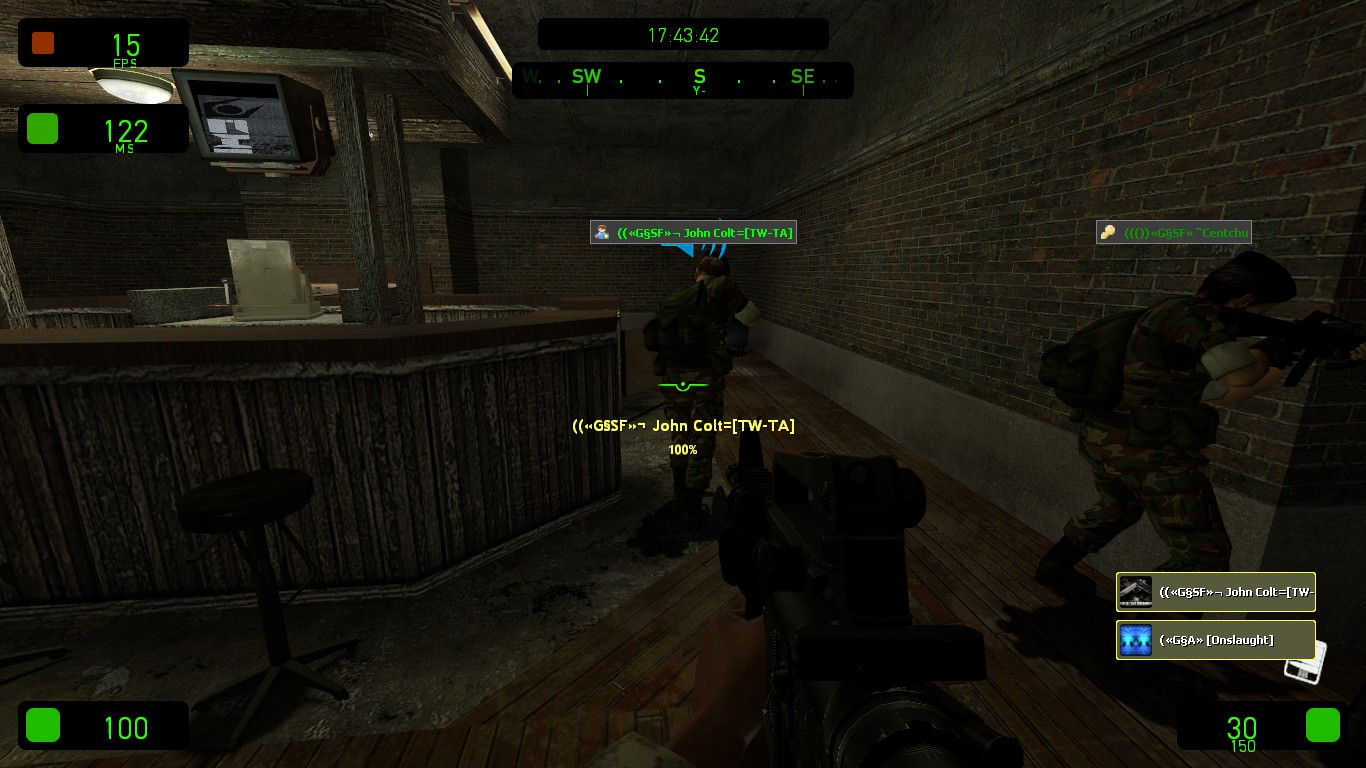 15
FPS
17:43:42
W. . SW . . S . . SE . .
Y-
122
MS
((«G§SF»¬ John Colt=[TW-TA]
((())«G§SF»~Centchu
((«G§SF»¬ John Colt=[TW-TA]
100%
((«G§SF»¬ John Colt=[TW-
(«G§A» [Onslaught]
100
30
150